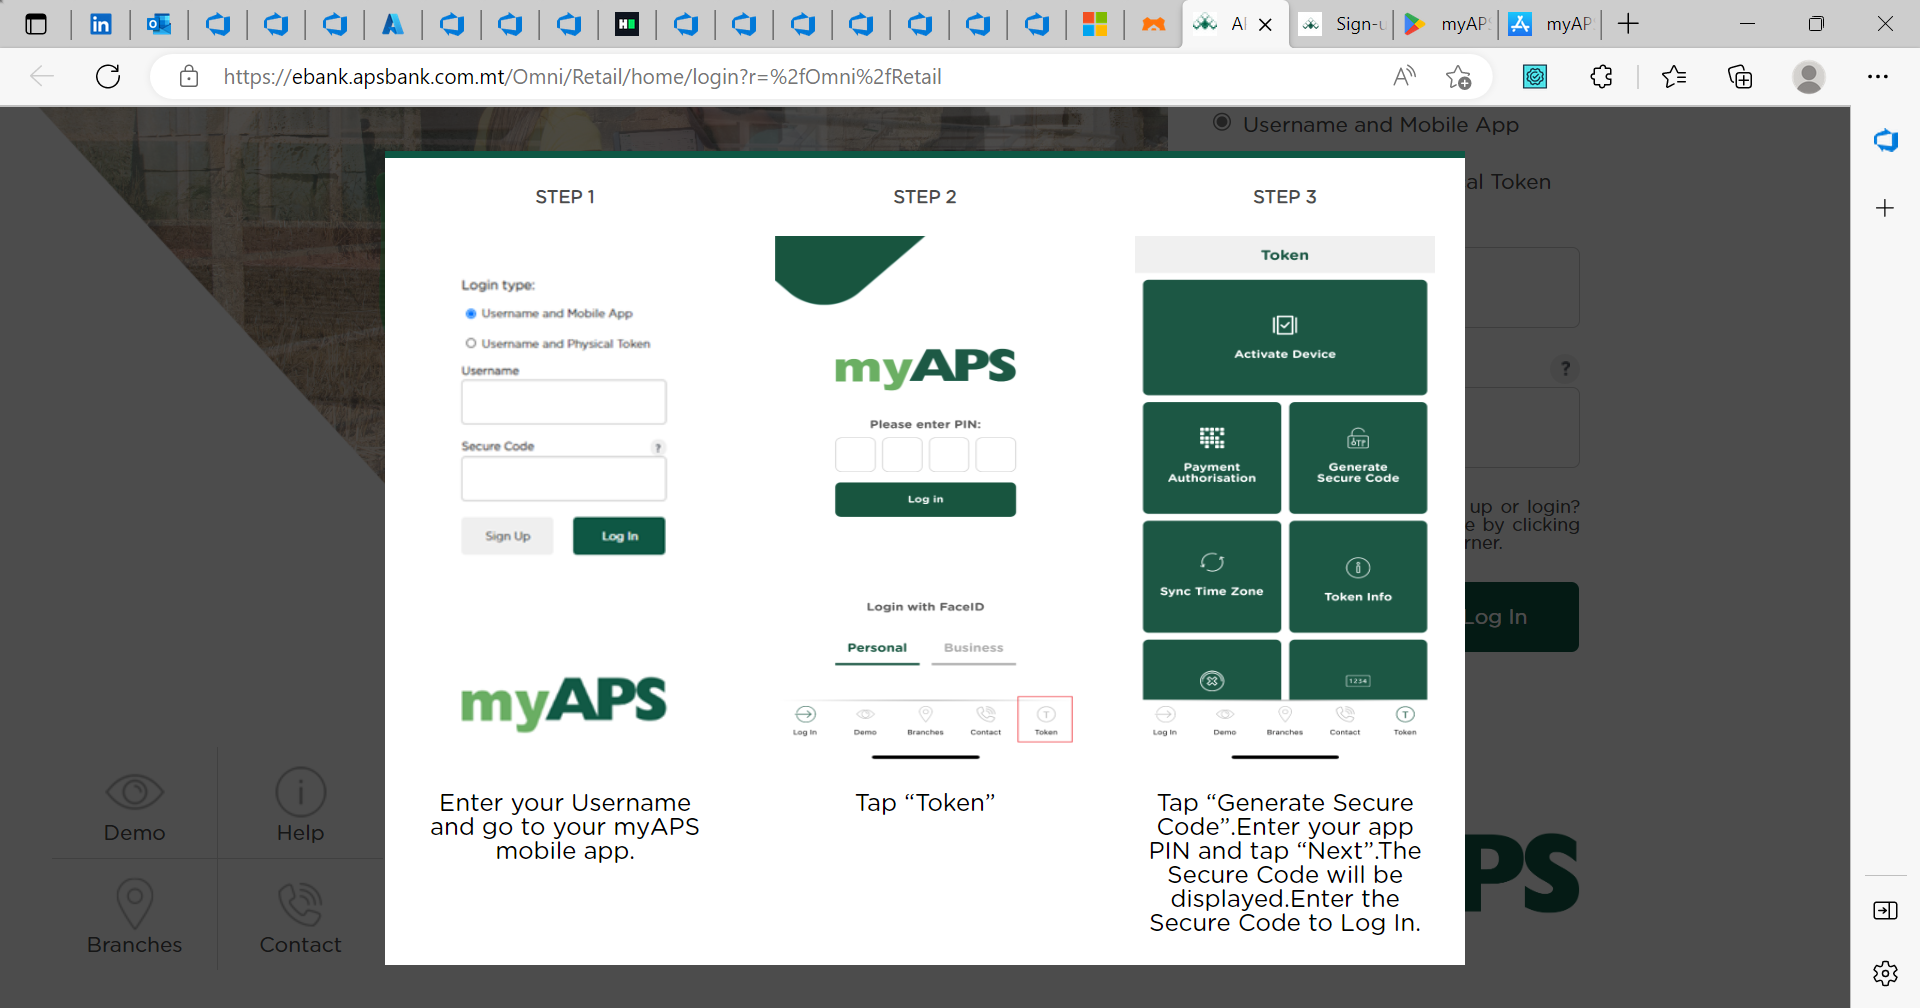 Al
Sign-u
myAPS
myAP
https://ebank.apsbank.com.mt/Omni/Retail/home/login?r=%2fOmni%2fRetail
Username and Mobile App
al Token
?
up or login?
e by clicking
rner.
Log In
PS
Demo
Help
Branches
Contact
STEP 1
Login type:
Username and Mobile App
Username and Physical Token
Username
Secure Code
?
Sign Up
Log In
myAPS
Enter your Username
and go to your myAPS
mobile app.
STEP 2
myAPS
Please enter PIN:
Log in
Login with FaceID
Personal
Business
Log In
Demo
Branches
Contact
T
Token
Tap “Token”
STEP 3
Token
Activate Device
Payment
Authorisation
OTP
Generate
Secure Code
Sync Time Zone
Token Info
1234
Log In
Demo
Branches
Contact
T
Token
Tap “Generate Secure
Code”.Enter your app
PIN and tap “Next”.The
Secure Code will be
displayed.Enter the
Secure Code to Log In.